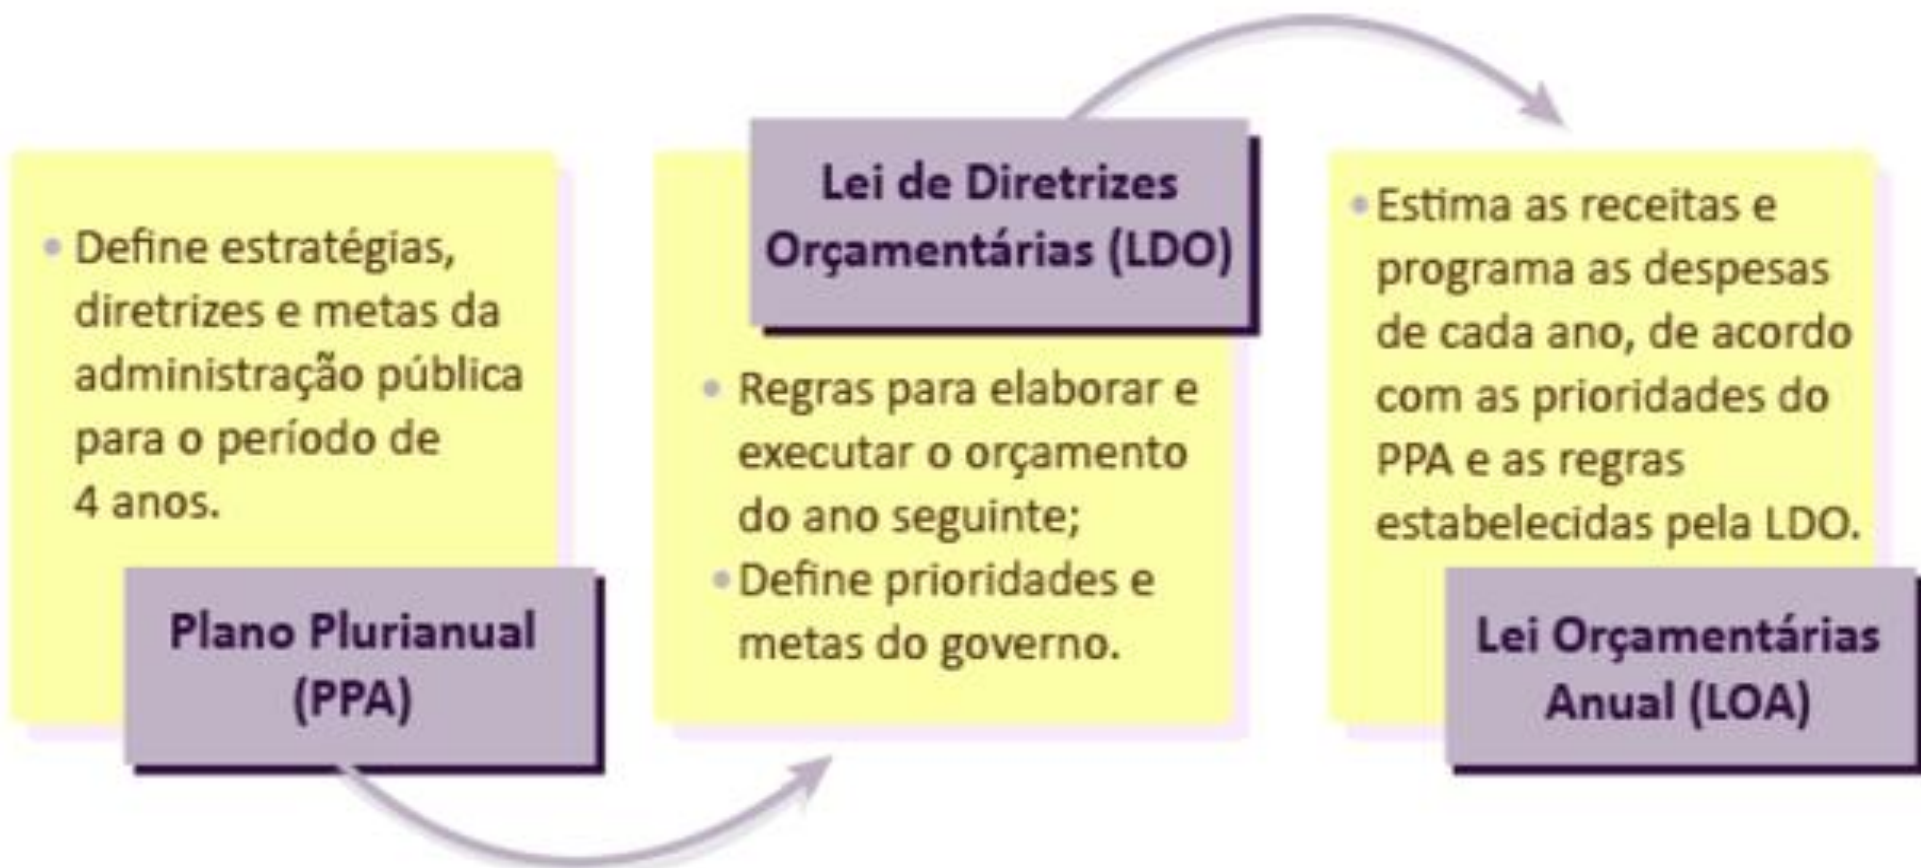 • Define estratégias,
diretrizes e metas da
administração pública
para o período de
4 anos.
Plano Plurianual
(PPA)
Lei de Diretrizes
Orçamentárias (LDO)
• Regras para elaborar e
executar o orçamento
do ano seguinte;
• Define prioridades e
metas do governo.
• Estima as receitas e
programa as despesas
de cada ano, de acordo
com as prioridades do
PPA e as regras
estabelecidas pela LDO.
Lei Orçamentárias
Anual (LOA)